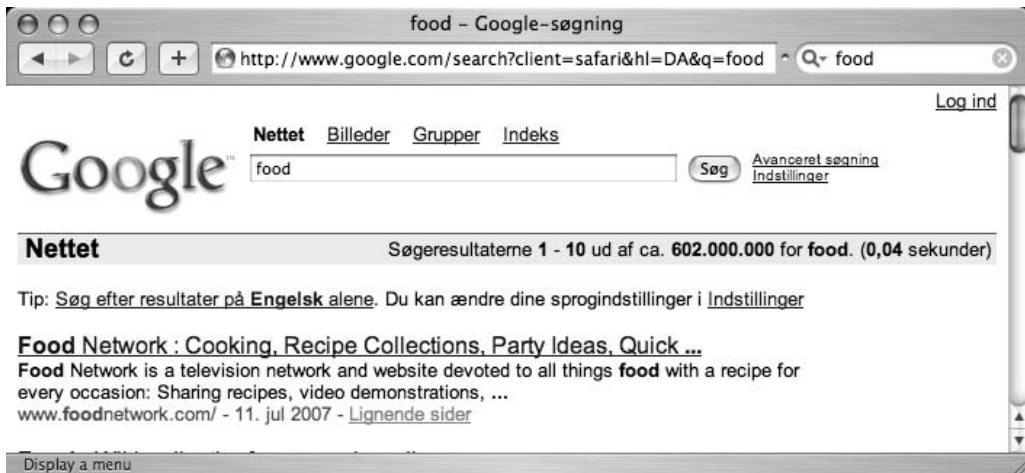 food – Google-søgning
http://www.google.com/search?client=safari&hl=DA&q=food
food
Log ind
Nettet Billeder Grupper Indeks
Google™
food
Søg
Avanceret søgning
Indstillinger
Nettet Søgeresultaterne 1 - 10 ud af ca. 602.000.000 for food. (0,04 sekunder)
Tip: Søg efter resultater på Engelsk alene. Du kan ændre dine sprogindstillinger i Indstillinger
Food Network : Cooking, Recipe Collections, Party Ideas, Quick ...
Food Network is a television network and website devoted to all things food with a recipe for
every occasion: Sharing recipes, video demonstrations, ...
www.foodnetwork.com/ - 11. jul 2007 - Lignende sider
Display a menu